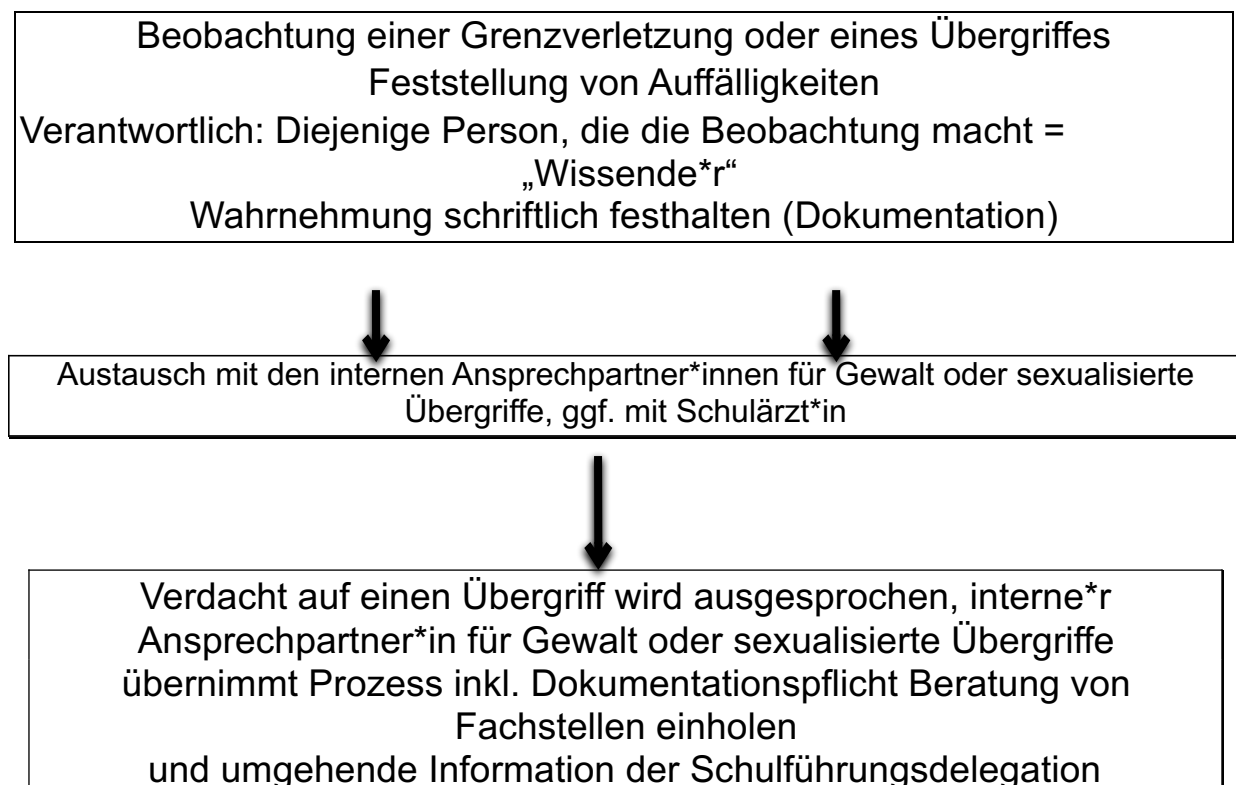 Beobachtung einer Grenzverletzung oder eines Übergriffes
Feststellung von Auffälligkeiten
Verantwortlich: Diejenige Person, die die Beobachtung macht =
„Wissende*r“
Wahrnehmung schriftlich festhalten (Dokumentation)
Austausch mit den internen Ansprechpartner*innen für Gewalt oder sexualisierte
Übergriffe, ggf. mit Schulärzt*in
Verdacht auf einen Übergriff wird ausgesprochen, interne*r
Ansprechpartner*in für Gewalt oder sexualisierte Übergriffe
übernimmt Prozess inkl. Dokumentationspflicht Beratung von
Fachstellen einholen
und umgehende Information der Schulführungsdelegation